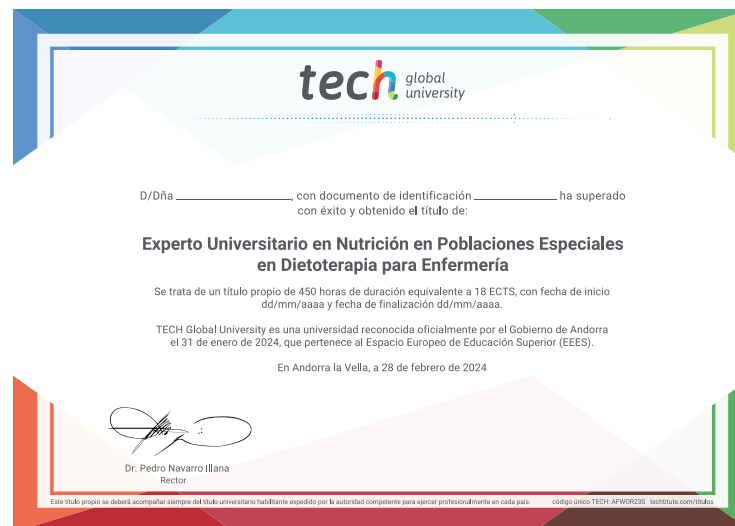 tech global university
D/Dña ____________, con documento de identificación ____________ ha superado
con éxito y obtenido el título de:
Experto Universitario en Nutrición en Poblaciones Especiales
en Dietoterapia para Enfermería
Se trata de un título propio de 450 horas de duración equivalente a 18 ECTS, con fecha de inicio
dd/mm/aaaa y fecha de finalización dd/mm/aaaa.
TECH Global University es una universidad reconocida oficialmente por el Gobierno de Andorra
el 31 de enero de 2024, que pertenece al Espacio Europeo de Educación Superior (EEES).
En Andorra la Vella, a 28 de febrero de 2024
Dr. Pedro Navarro Illana
Rector
Este título propio se deberá acompañar siempre del título universitario habilitante expedido por la autoridad competente para ejercer profesionalmente en cada país. código único TECH: AFWOR23S techtitute.com/titulos